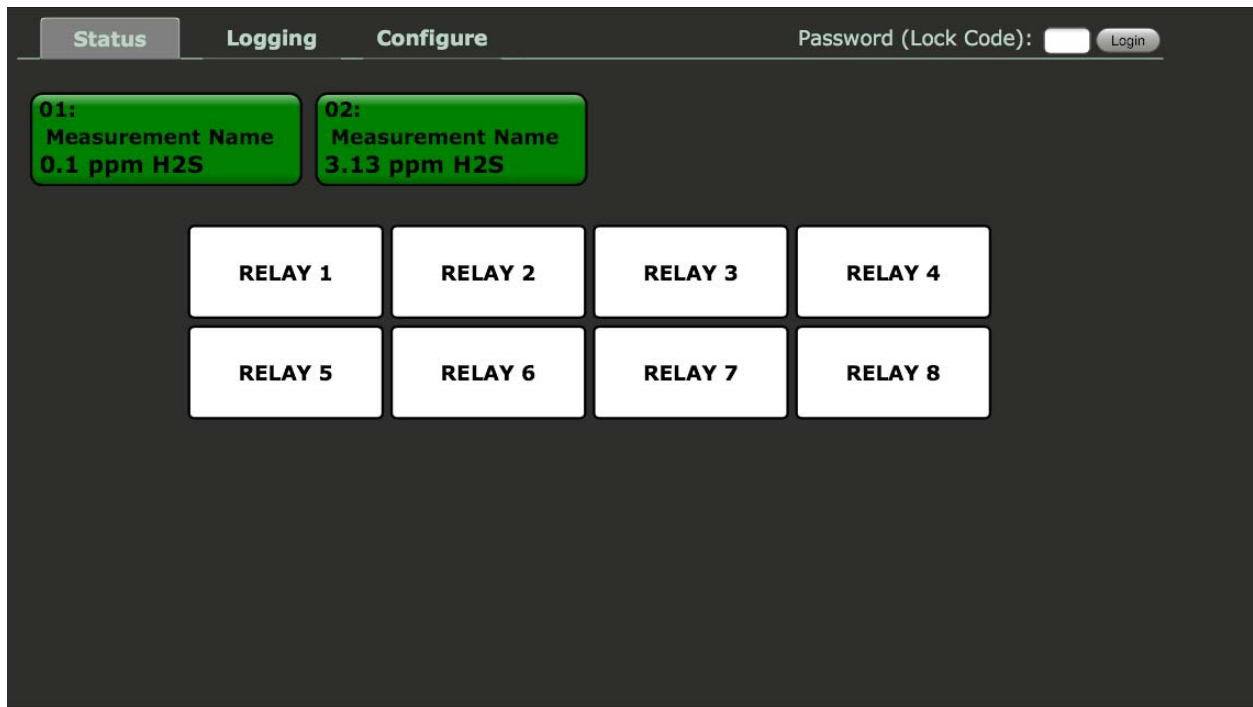 Status Logging Configure Password (Lock Code): Login
01:
Measurement Name
0.1 ppm H2S
02:
Measurement Name
3.13 ppm H2S
RELAY 1 RELAY 2 RELAY 3 RELAY 4
RELAY 5 RELAY 6 RELAY 7 RELAY 8